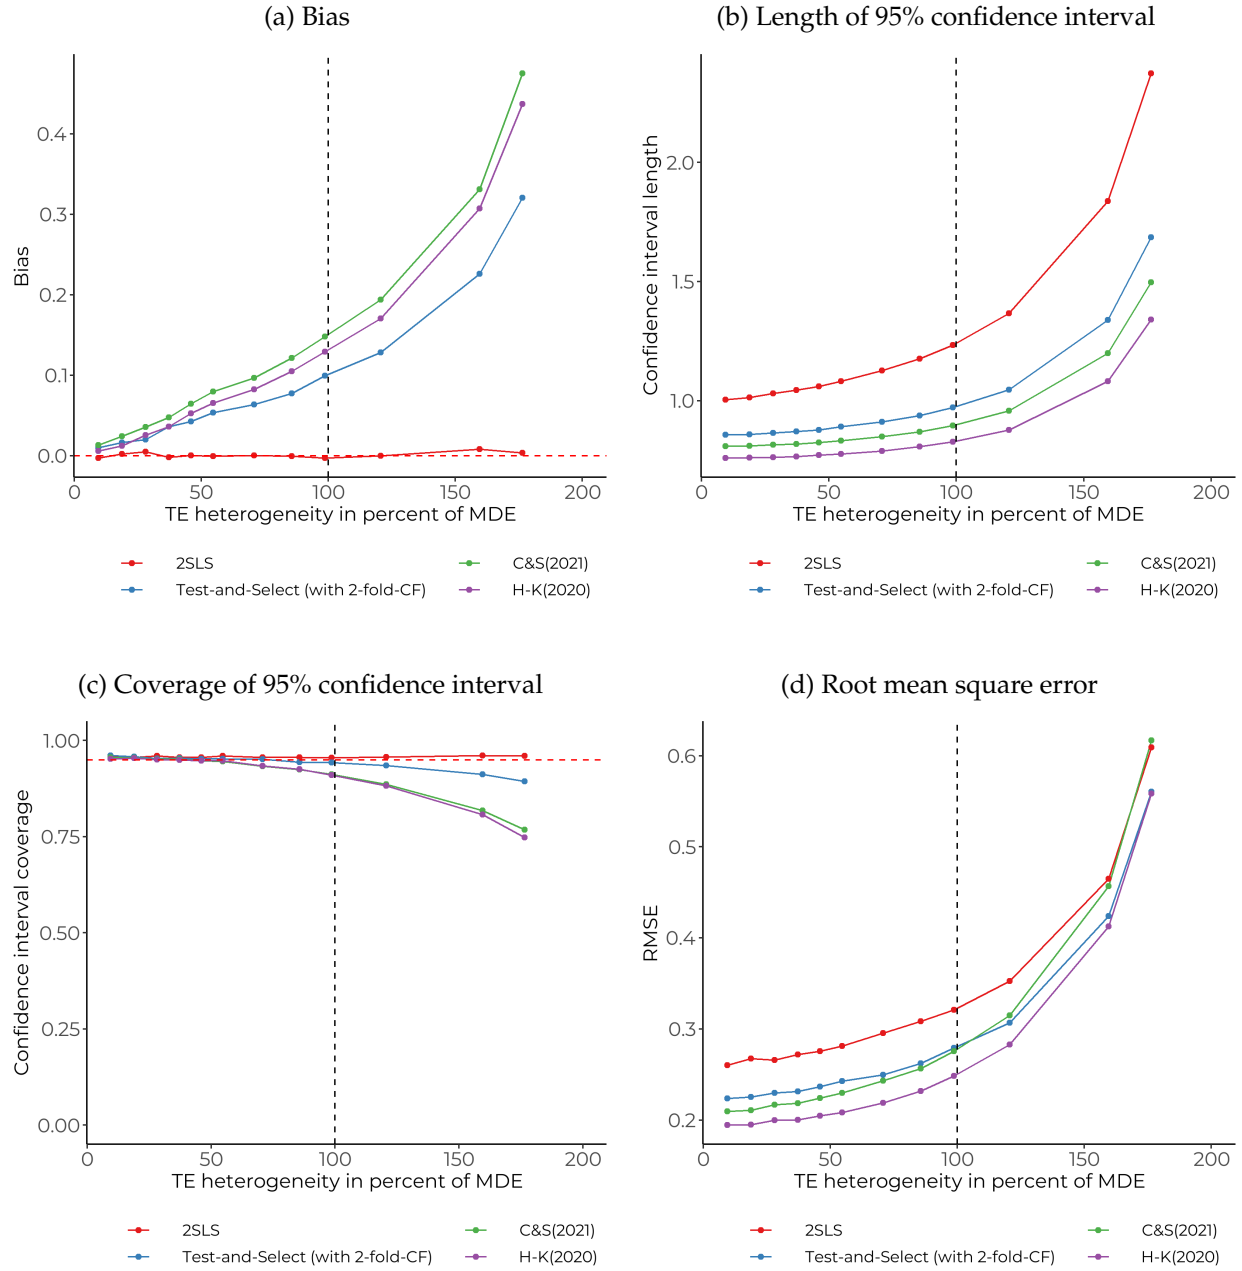 (a) Bias
0.4
0.3
0.2
0.1
0.0
Bias
0 50 100 150 200
TE heterogeneity in percent of MDE
2SLS C&S(2021)
Test-and-Select (with 2-fold-CF) H-K(2020)
(b) Length of 95% confidence interval
2.0
1.5
1.0
Confidence interval length
0 50 100 150 200
TE heterogeneity in percent of MDE
2SLS C&S(2021)
Test-and-Select (with 2-fold-CF) H-K(2020)
(c) Coverage of 95% confidence interval
1.00
0.75
0.50
0.25
0.00
Confidence interval coverage
0 50 100 150 200
TE heterogeneity in percent of MDE
2SLS C&S(2021)
Test-and-Select (with 2-fold-CF) H-K(2020)
(d) Root mean square error
0.6
0.5
0.4
0.3
0.2
RMSE
0 50 100 150 200
TE heterogeneity in percent of MDE
2SLS C&S(2021)
Test-and-Select (with 2-fold-CF) H-K(2020)